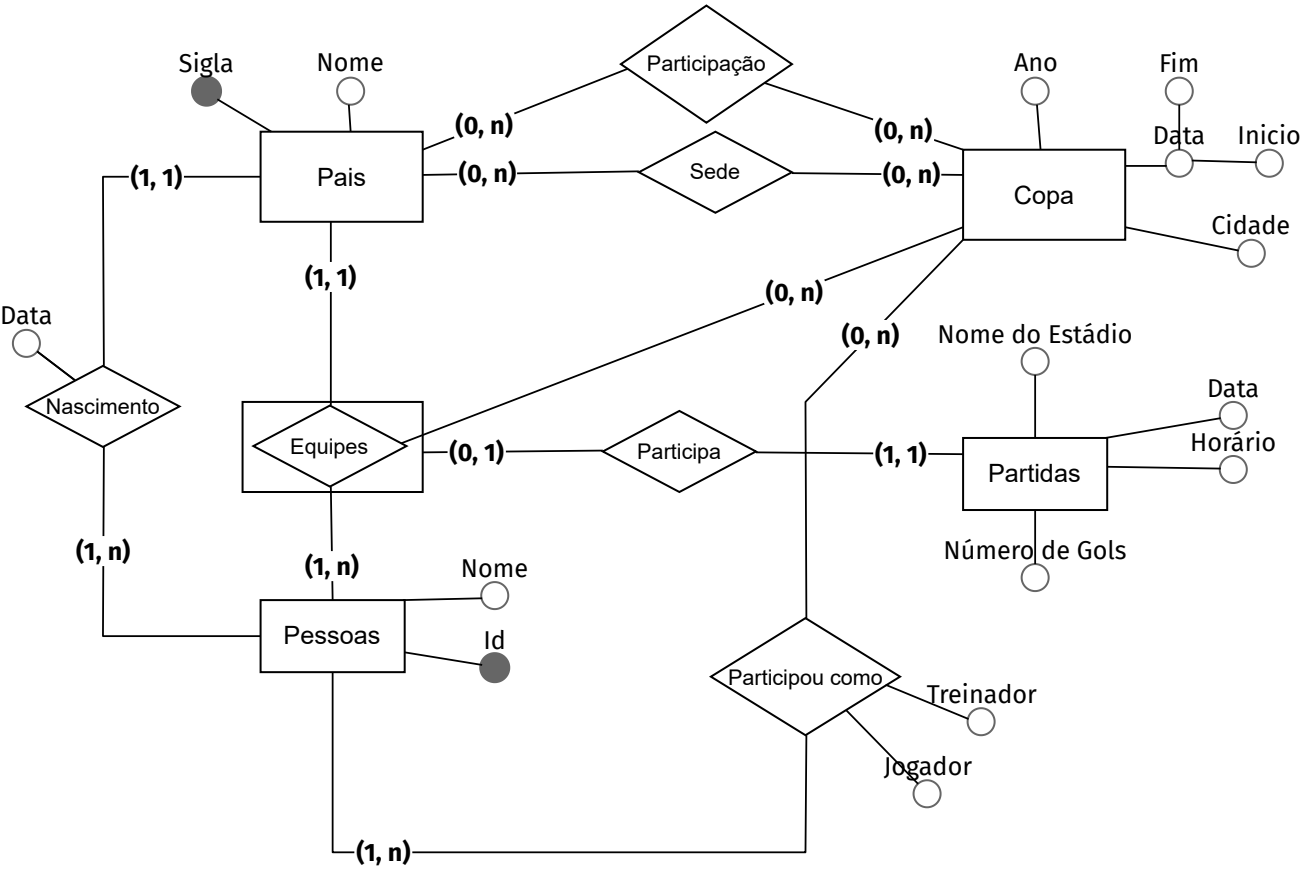 Participação
Sigla
Nome
Ano
Fim
(0, n)
(0, n)
Data
Inicio
Pais
Sede
(1, 1)
(0, n)
(0, n)
Copa
Cidade
(1, 1)
(0, n)
Data
(0, n)
Nome do Estádio
Data
Nascimento
Equipes
(0, 1)
Participa
(1, 1)
Horário
Partidas
(1, n)
(1, n)
Número de Gols
Nome
Pessoas
Id
Participou como
Treinador
Jogador
(1, n)